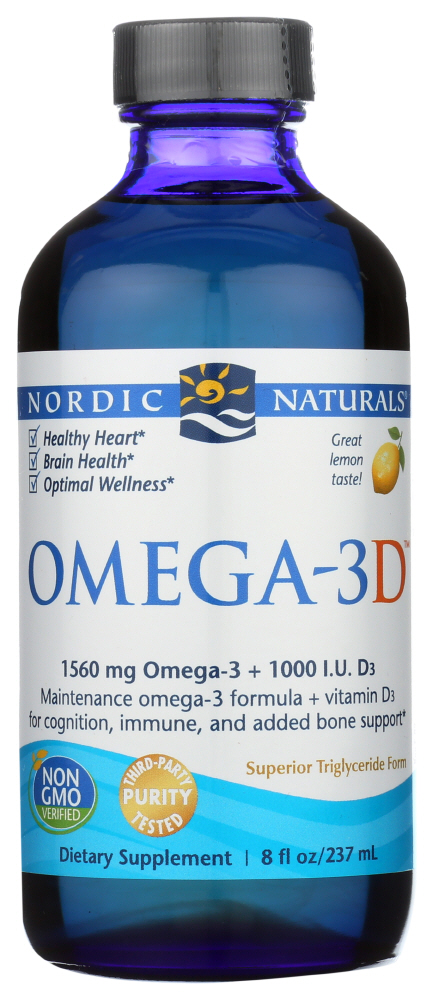 NORDIC NATURALS®
☑ Healthy Heart*
☑ Brain Health*
☑ Optimal Wellness*
Great
lemon
taste!
OMEGA-3D™
1560 mg Omega-3 + 1000 I.U. D3
Maintenance omega-3 formula + vitamin D3
for cognition, immune, and added bone support*
Superior Triglyceride Form
NON
GMO
VERIFIED
THIRD-PARTY
PURITY
TESTED
Dietary Supplement | 8 fl oz/237 mL